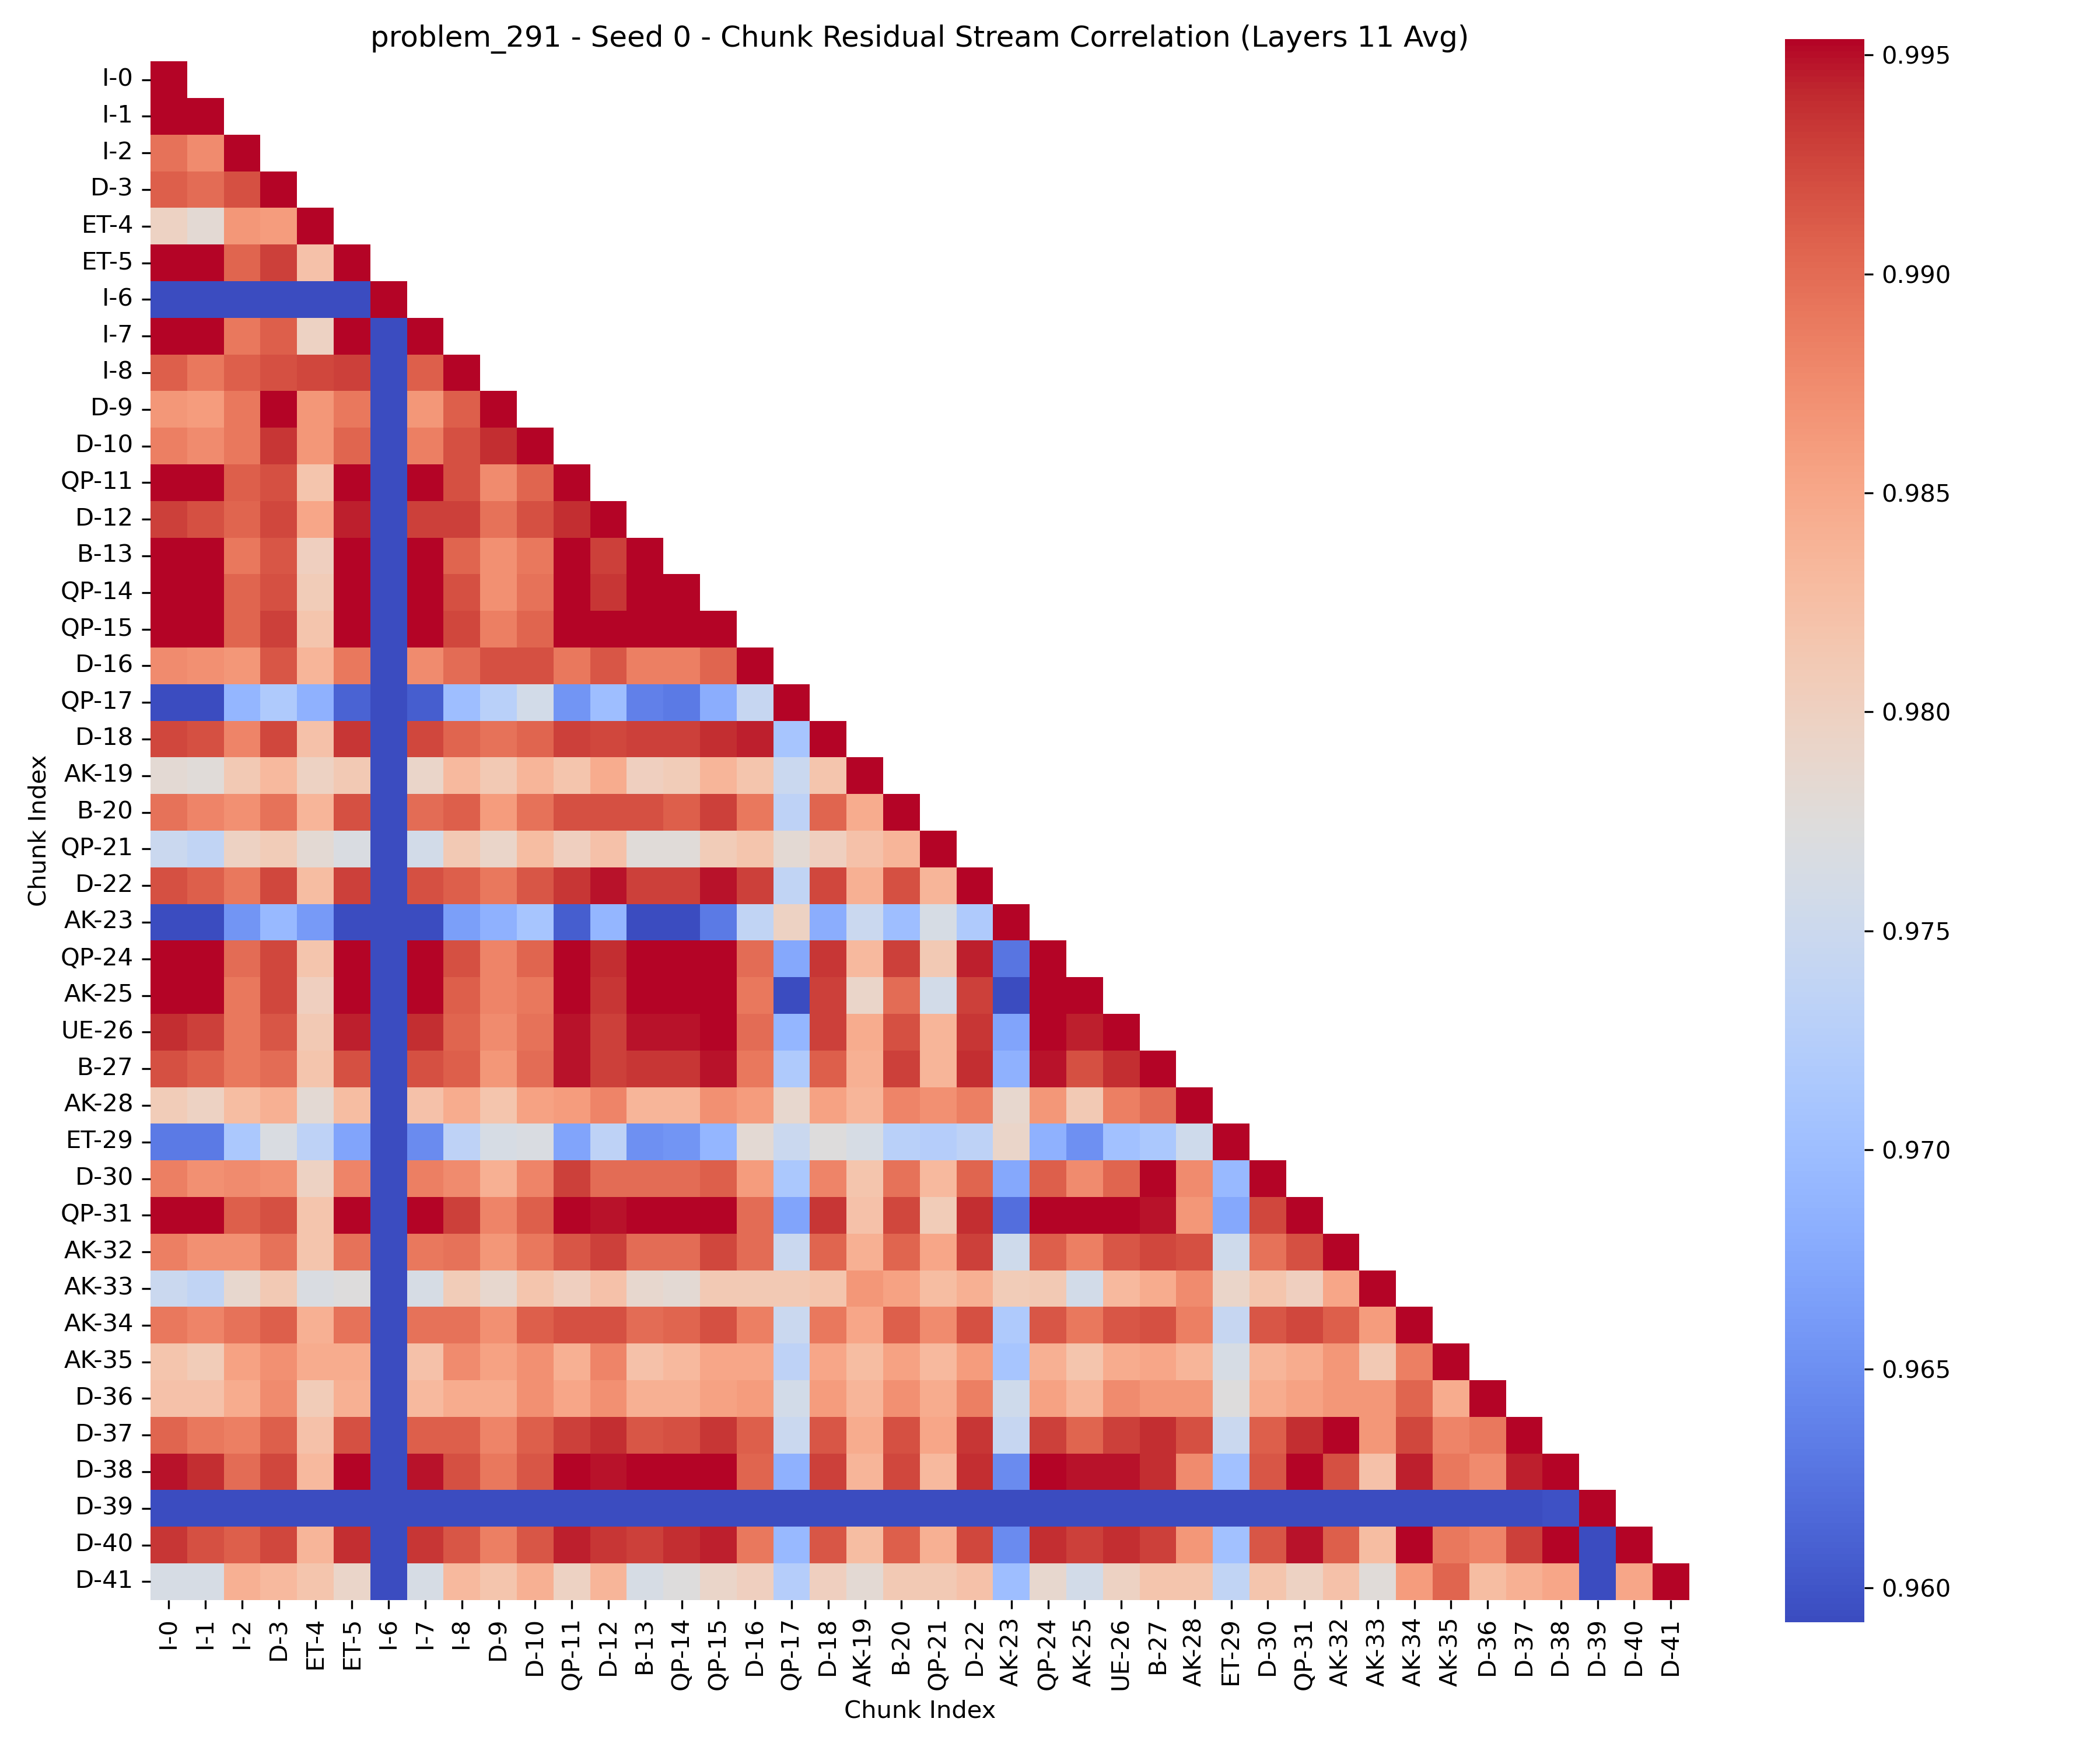 problem_291 - Seed 0 - Chunk Residual Stream Correlation (Layers 11 Avg)
Chunk Index
I-0
I-1
I-2
D-3
ET-4
ET-5
I-6
I-7
I-8
D-9
D-10
QP-11
D-12
B-13
QP-14
QP-15
D-16
QP-17
D-18
AK-19
B-20
QP-21
D-22
AK-23
QP-24
AK-25
UE-26
B-27
AK-28
ET-29
D-30
QP-31
AK-32
AK-33
AK-34
AK-35
D-36
D-37
D-38
D-39
D-40
D-41
I-0
I-1
I-2
D-3
ET-4
ET-5
I-6
I-7
I-8
D-9
D-10
QP-11
D-12
B-13
QP-14
QP-15
D-16
QP-17
D-18
AK-19
B-20
QP-21
D-22
AK-23
QP-24
AK-25
UE-26
B-27
AK-28
ET-29
D-30
QP-31
AK-32
AK-33
AK-34
AK-35
D-36
D-37
D-38
D-39
D-40
D-41
Chunk Index
0.995
0.990
0.985
0.980
0.975
0.970
0.965
0.960